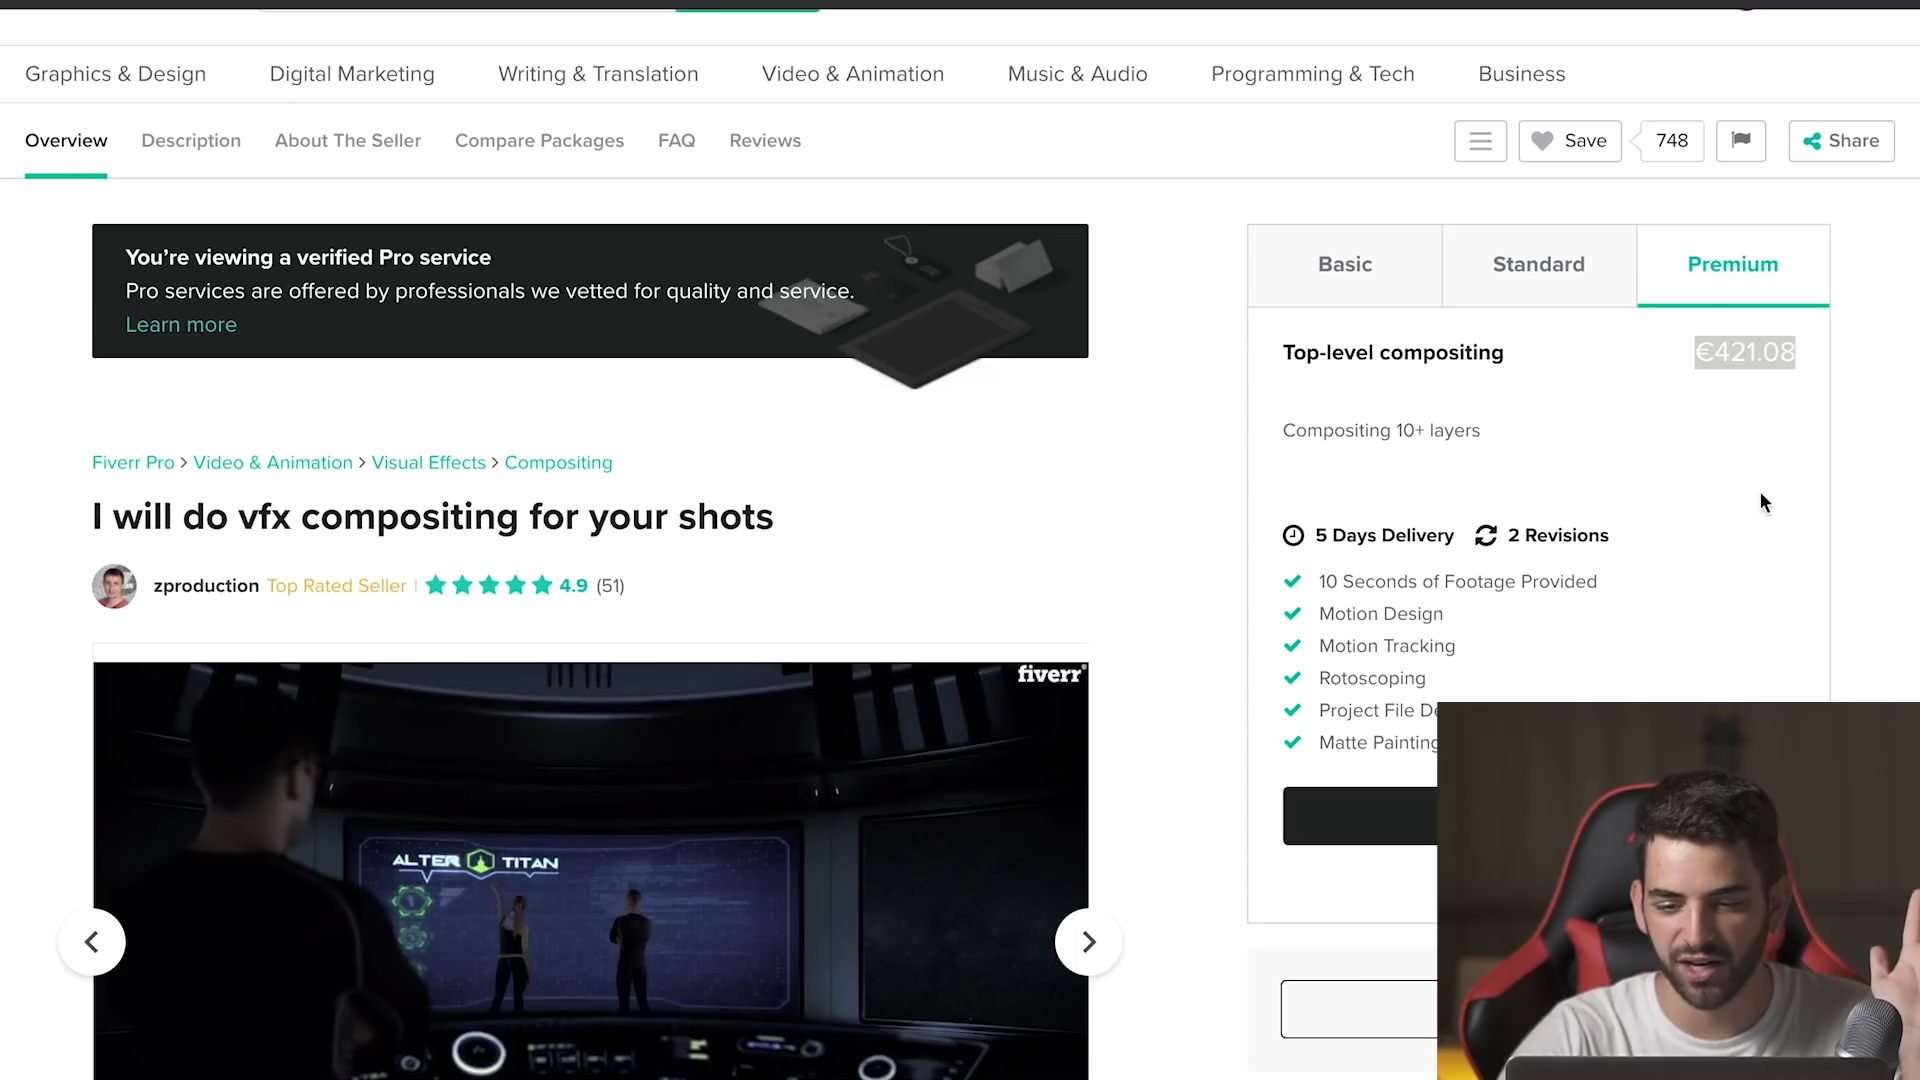 Graphics & Design Digital Marketing Writing & Translation Video & Animation Music & Audio Programming & Tech Business
Overview Description About The Seller Compare Packages FAQ Reviews Save 748 Share
You're viewing a verified Pro service
Pro services are offered by professionals we vetted for quality and service.
Learn more
Basic Standard Premium
Top-level compositing €421.08
Compositing 10+ layers
5 Days Delivery 2 Revisions
10 Seconds of Footage Provided
Motion Design
Motion Tracking
Rotoscoping
Project File De
Matte Painting
Fiverr Pro > Video & Animation > Visual Effects > Compositing
I will do vfx compositing for your shots
zproduction Top Rated Seller | 4.9 (51)
fiverr
ALTER TITAN